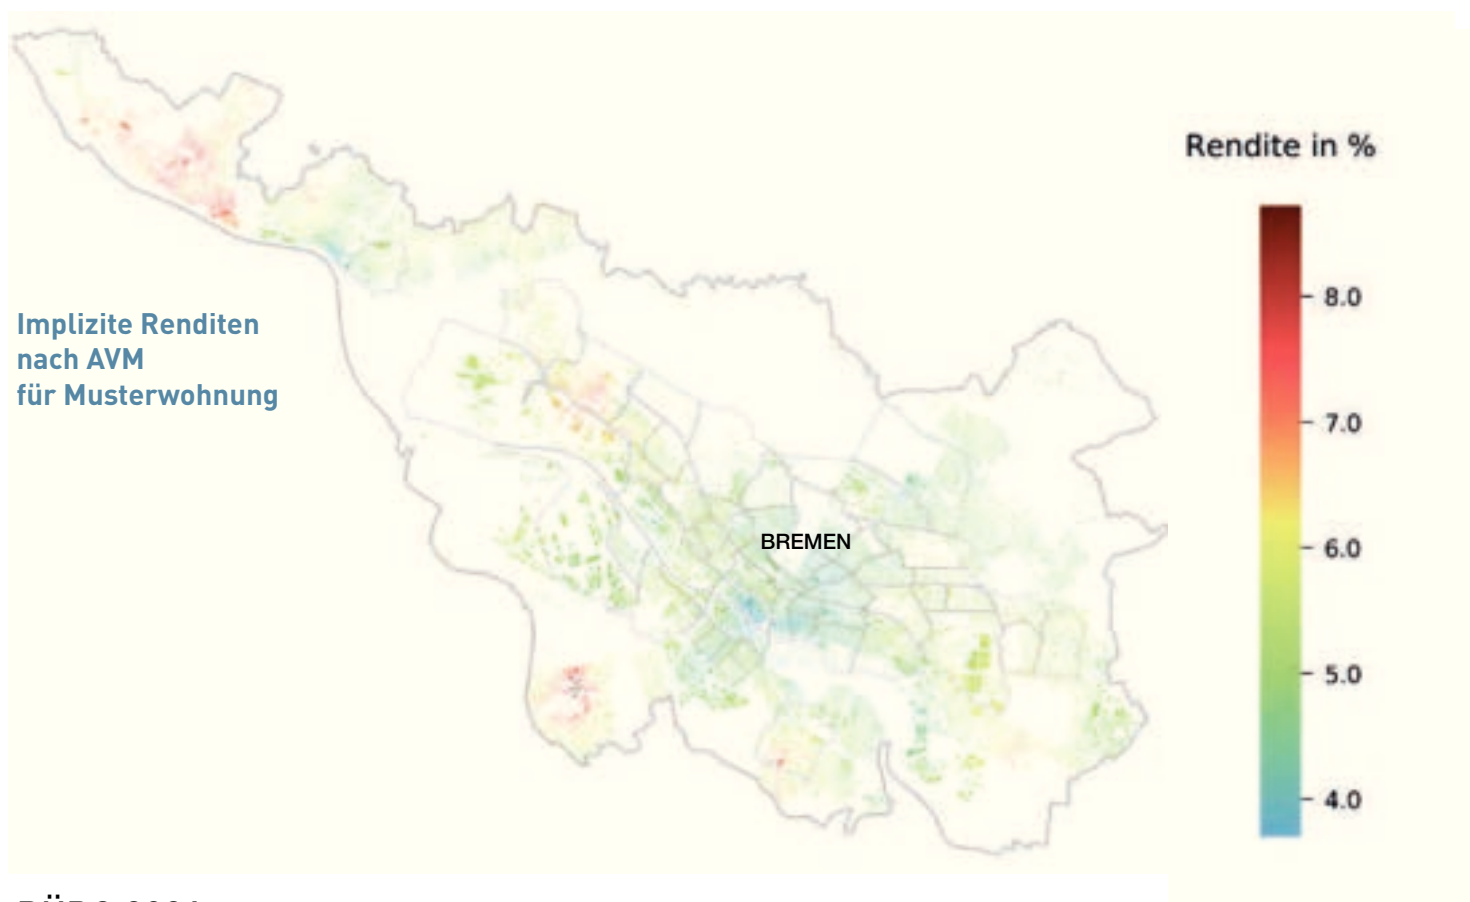 Rendite in %
8.0
Implizite Renditen
nach AVM
für Musterwohnung
7.0
BREMEN
6.0
5.0
4.0